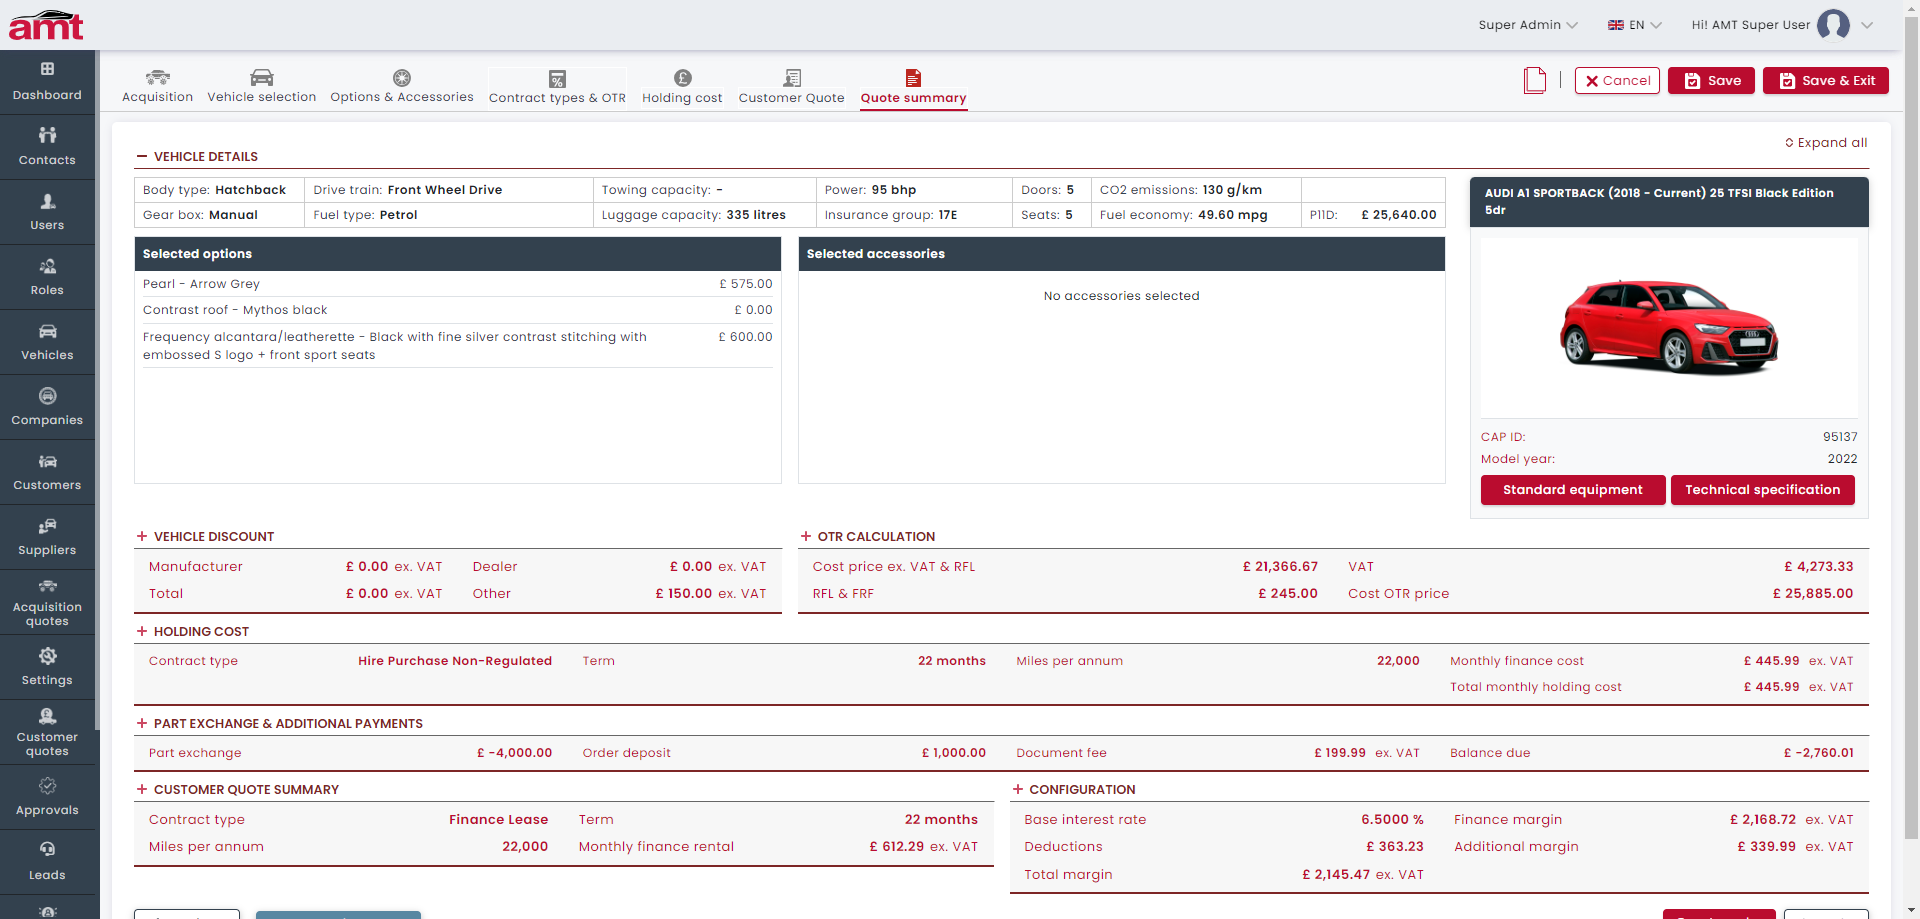 amt
Super Admin
EN
Hi! AMT Super User
Dashboard
Contacts
Users
Roles
Vehicles
Companies
Customers
Suppliers
Acquisition
quotes
Settings
Customer
quotes
Approvals
Leads
Acquisition
Vehicle selection
Options & Accessories
Contract types & OTR
Holding cost
Customer Quote
Quote summary
Cancel
Save
Save & Exit
Expand all
VEHICLE DETAILS
Body type: Hatchback
Drive train: Front Wheel Drive
Towing capacity: -
Power: 95 bhp
Doors: 5
CO2 emissions: 130 g/km
Gear box: Manual
Fuel type: Petrol
Luggage capacity: 335 litres
Insurance group: 17E
Seats: 5
Fuel economy: 49.60 mpg
P11D: £ 25,640.00
Selected options
Pearl - Arrow Grey £ 575.00
Contrast roof - Mythos black £ 0.00
Frequency alcantara/leatherette - Black with fine silver contrast stitching with £ 600.00
embossed S logo + front sport seats
Selected accessories
No accessories selected
AUDI A1 SPORTBACK (2018 - Current) 25 TFSI Black Edition
5dr
CAP ID: 95137
Model year: 2022
Standard equipment
Technical specification
VEHICLE DISCOUNT
Manufacturer £ 0.00 ex. VAT Dealer £ 0.00 ex. VAT
Total £ 0.00 ex. VAT Other £ 150.00 ex. VAT
OTR CALCULATION
Cost price ex. VAT & RFL £ 21,366.67 VAT £ 4,273.33
RFL & FRF £ 245.00 Cost OTR price £ 25,885.00
HOLDING COST
Contract type Hire Purchase Non-Regulated Term 22 months Miles per annum 22,000 Monthly finance cost £ 445.99 ex. VAT
Total monthly holding cost £ 445.99 ex. VAT
PART EXCHANGE & ADDITIONAL PAYMENTS
Part exchange £ -4,000.00 Order deposit £ 1,000.00 Document fee £ 199.99 ex. VAT Balance due £ -2,760.01
CUSTOMER QUOTE SUMMARY
Contract type Finance Lease Term 22 months
Miles per annum 22,000 Monthly finance rental £ 612.29 ex. VAT
CONFIGURATION
Base interest rate 6.5000 % Finance margin £ 2,168.72 ex. VAT
Deductions £ 363.23 Additional margin £ 339.99 ex. VAT
Total margin £ 2,145.47 ex. VAT